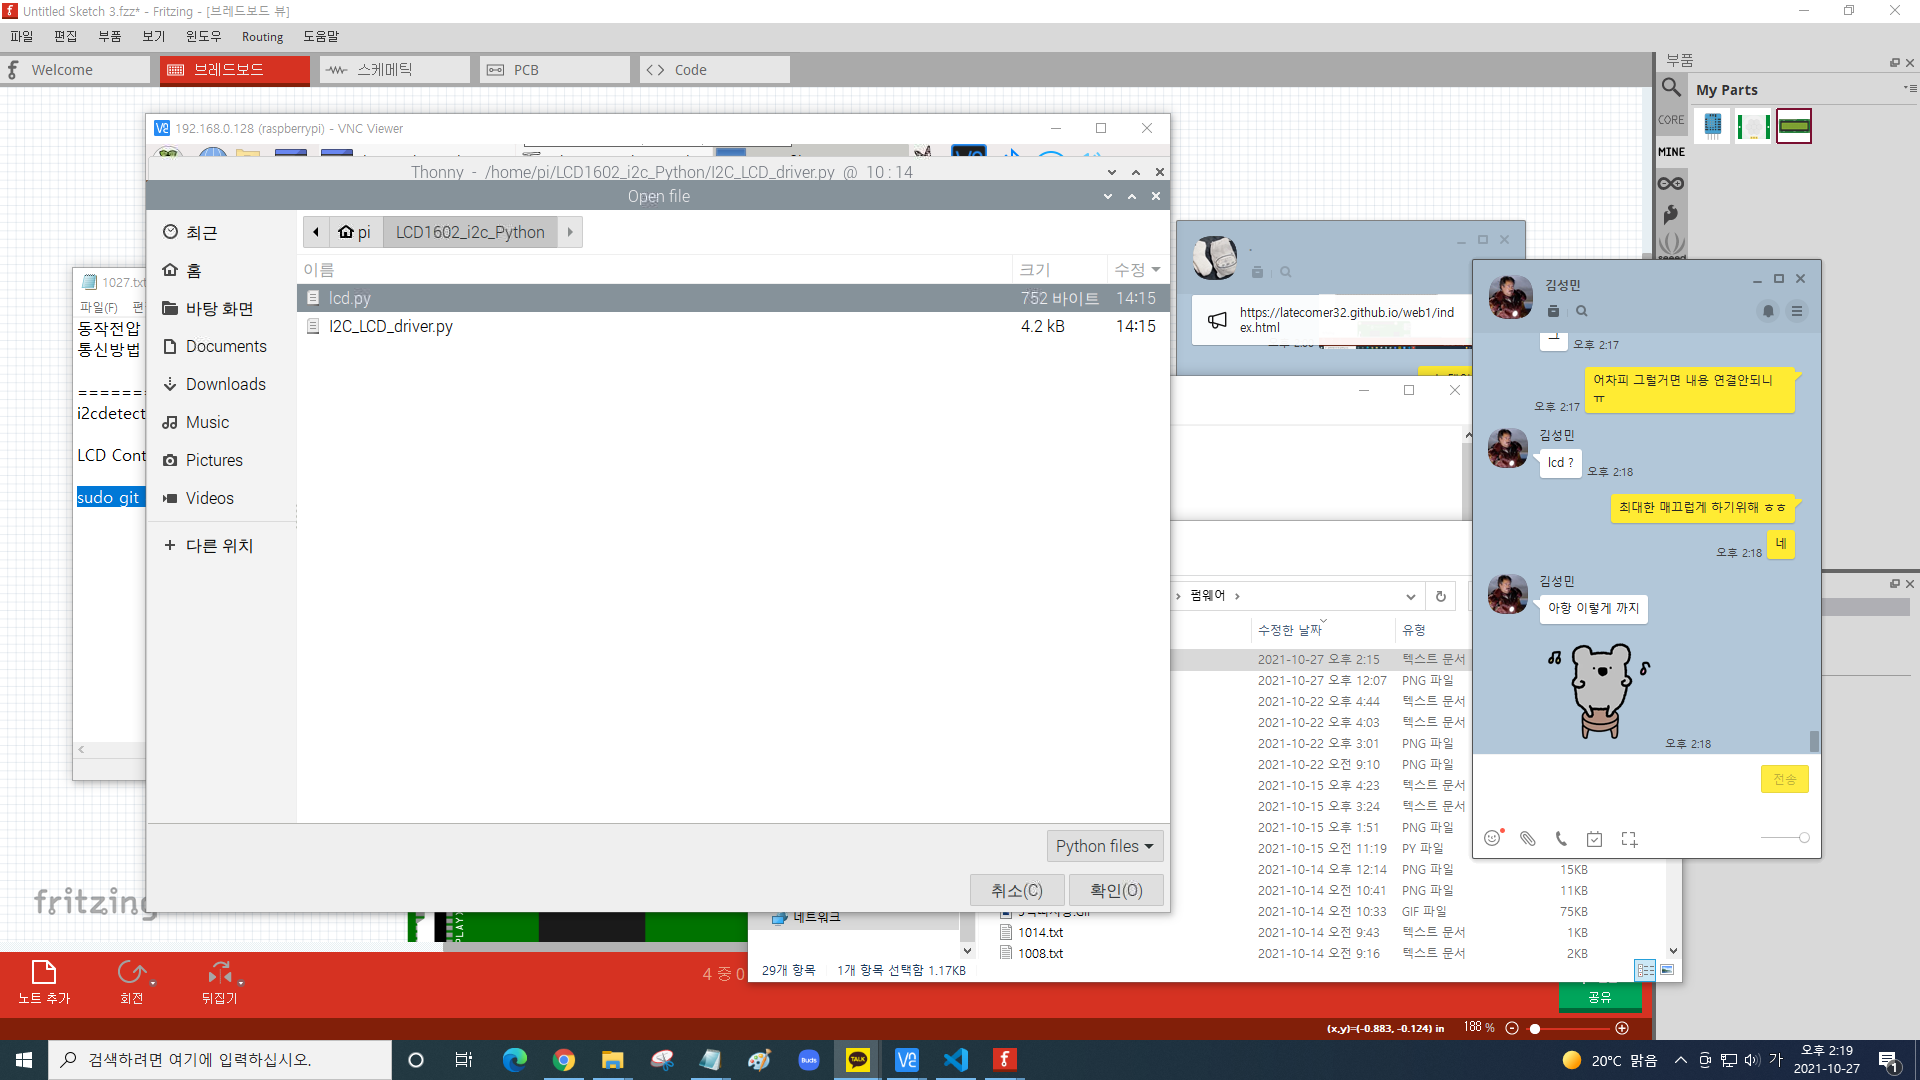 Untitled Sketch 3.fzz* - Fritzing - [브레드보드 뷰]
파일 편집 부품 보기 윈도우 Routing 도움말
Welcome 브레드보드 스케메틱 PCB Code
부품
My Parts
CORE
MINE
192.168.0.128 (raspberrypi) - VNC Viewer
Thonny - /home/pi/LCD1602_i2c_Python/I2C_LCD_driver.py @ 10 : 14
Open file
최근
홈
바탕 화면
Documents
Downloads
Music
Pictures
Videos
다른 위치
pi LCD1602_i2c_Python
이름 크기 수정
lcd.py 752 바이트 14:15
I2C_LCD_driver.py 4.2 kB 14:15
Python files
취소(C) 확인(O)
1027.txt
파일(F) 편
동작전압
통신방법
========
i2cdetect
LCD Cont
sudo git
https://latecomer32.github.io/web1/ind
ex.html
김성민
오후 2:17
어차피 그럴거면 내용 연결안되니
ㅠ
오후 2:17
김성민
lcd ?
오후 2:18
최대한 매끄럽게 하기위해 ㅎㅎ
네
오후 2:18
김성민
아항 이렇게 까지
오후 2:18
전송
펌웨어
수정한 날짜 유형
2021-10-27 오후 2:15 텍스트 문서
2021-10-27 오후 12:07 PNG 파일
2021-10-22 오후 4:44 텍스트 문서
2021-10-22 오후 4:03 텍스트 문서
2021-10-22 오후 3:01 PNG 파일
2021-10-22 오전 9:10 PNG 파일
2021-10-15 오후 4:23 텍스트 문서
2021-10-15 오후 3:24 텍스트 문서
2021-10-15 오후 1:51 PNG 파일
2021-10-15 오전 11:19 PY 파일
2021-10-14 오후 12:14 PNG 파일 15KB
2021-10-14 오전 10:41 PNG 파일 11KB
2021-10-14 오전 10:33 GIF 파일 75KB
1014.txt 2021-10-14 오전 9:43 텍스트 문서 1KB
1008.txt 2021-10-14 오전 9:16 텍스트 문서 2KB
네트워크
29개 항목 1개 항목 선택함 1.17KB
fritzing
노트 추가 회전 뒤집기
4 중 0
공유
(x,y)=(-0.883, -0.124) in 188 %
검색하려면 여기에 입력하십시오.
Buds
TALK
20°C 맑음
가
오후 2:19
2021-10-27
1